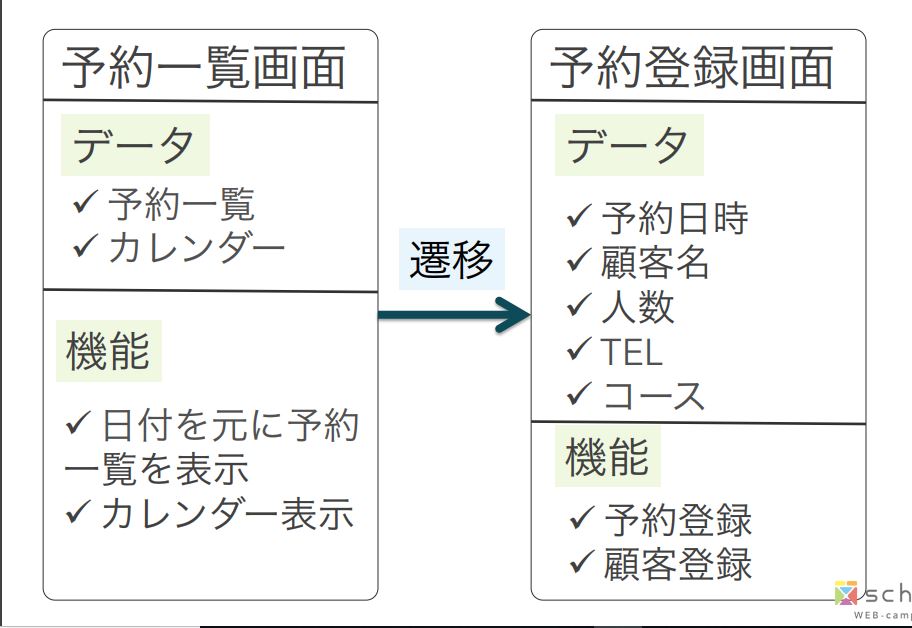 予約一覧画面
データ
✓ 予約一覧
✓ カレンダー
機能
✓ 日付を元に予約
一覧を表示
✓ カレンダー表示
遷移
予約登録画面
データ
✓ 予約日時
✓ 顧客名
✓ 人数
✓ TEL
✓ コース
機能
✓ 予約登録
✓ 顧客登録
sch
WEB-camp